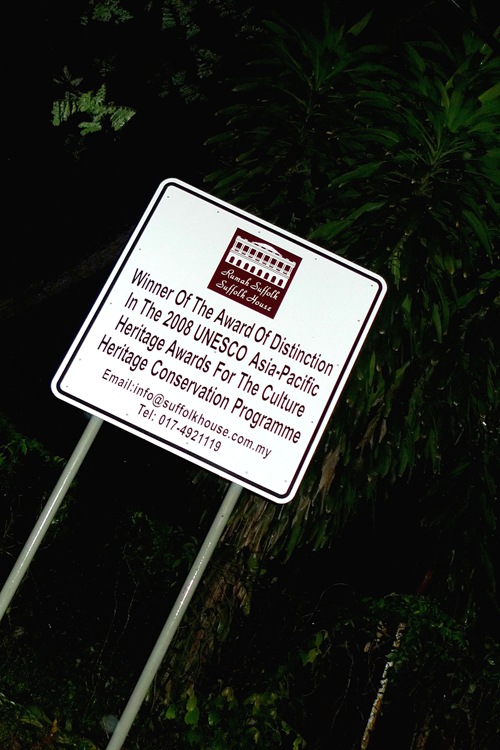 Rumah Suffolk
Suffolk House
Winner Of The Award Of Distinction
In The 2008 UNESCO Asia-Pacific
Heritage Awards For The Culture
Heritage Conservation Programme
Email:info@suffolkhouse.com.my
Tel: 017-4921119